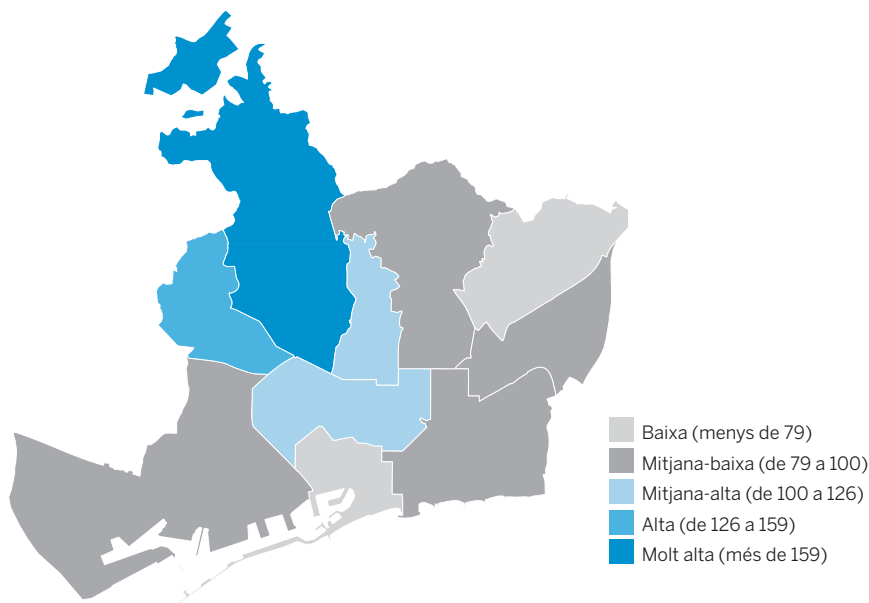 Baixa (menys de 79)
Mitjana-baixa (de 79 a 100)
Mitjana-alta (de 100 a 126)
Alta (de 126 a 159)
Molt alta (més de 159)